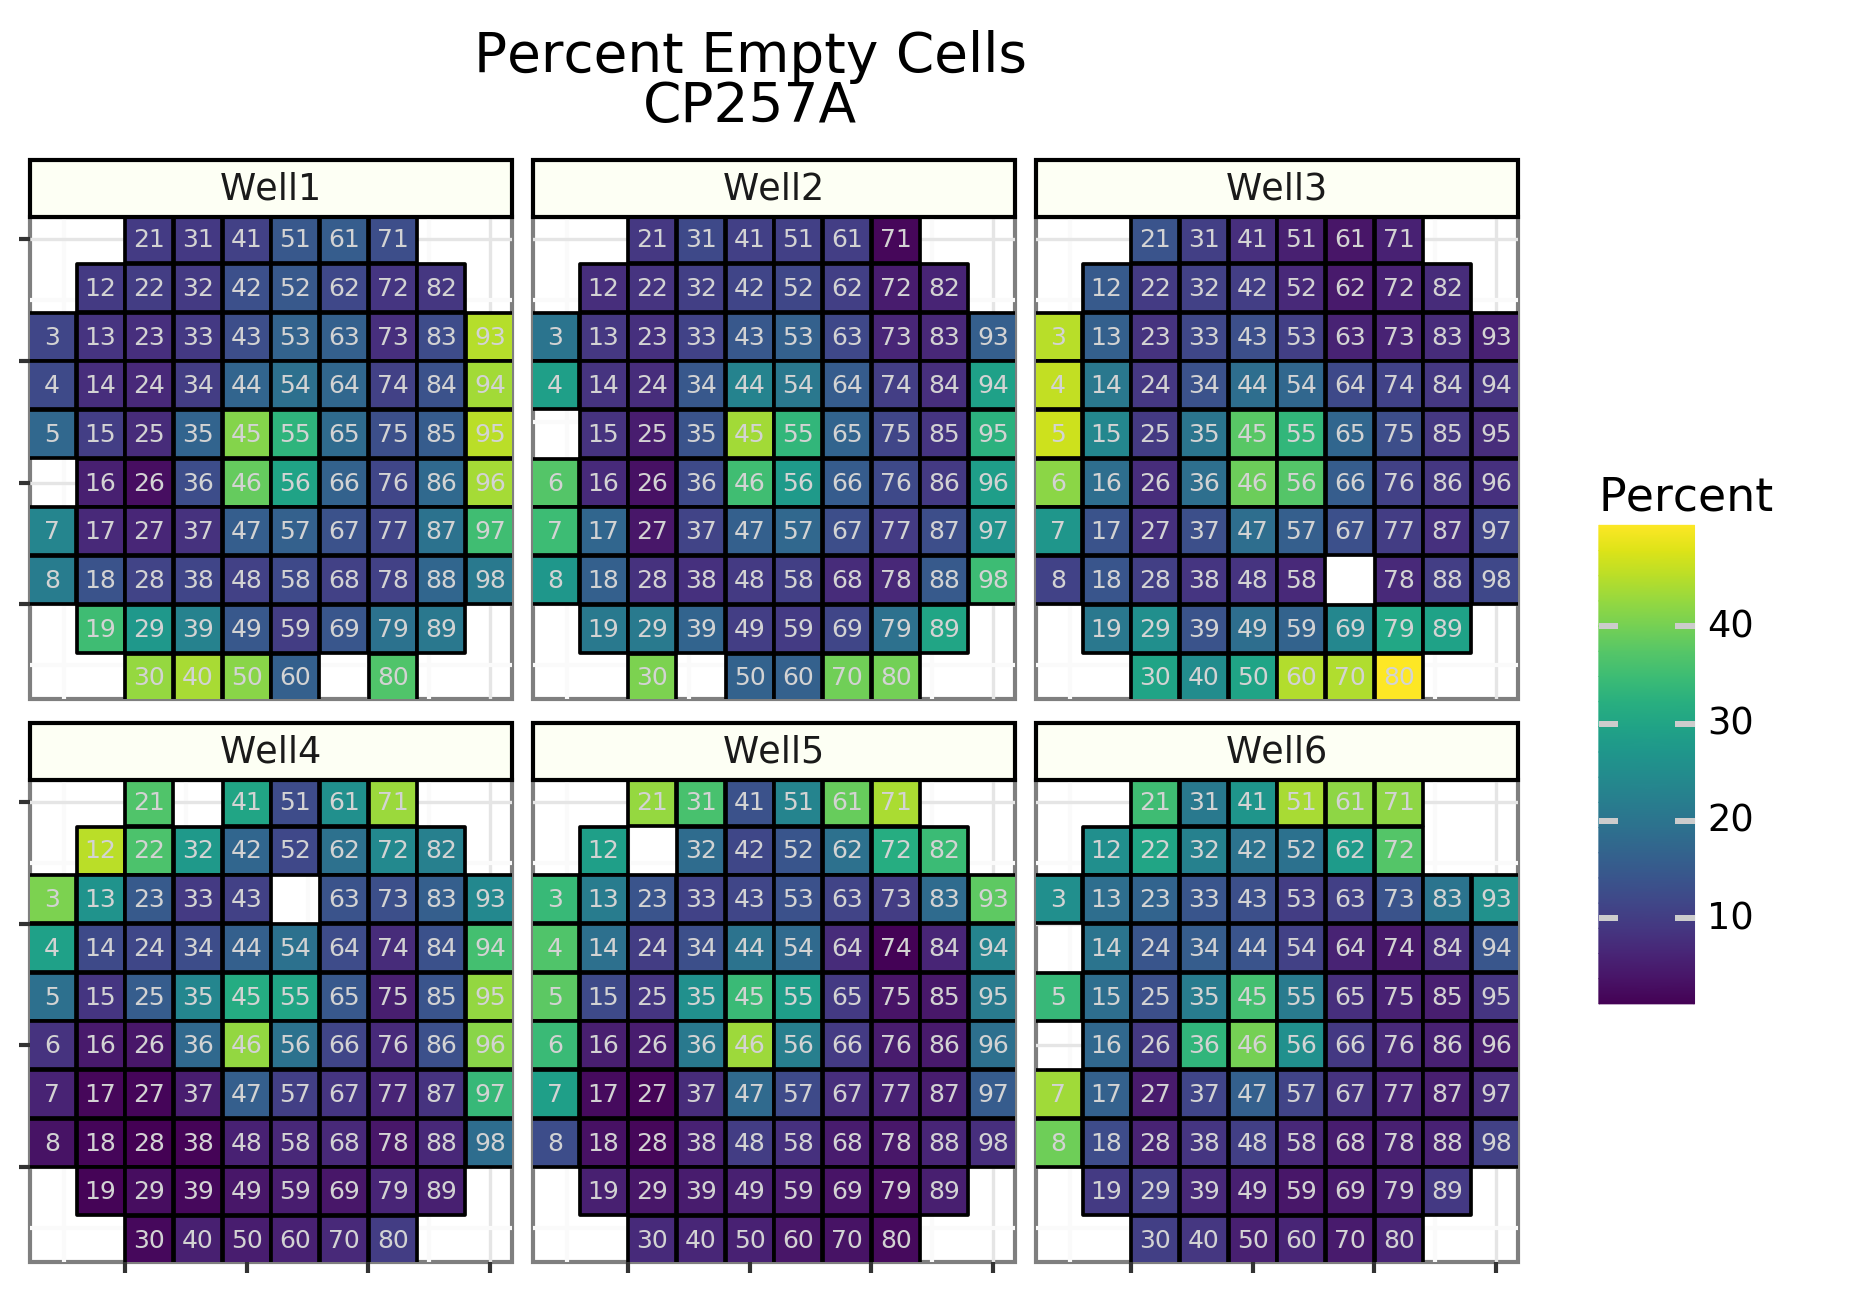 Percent Empty Cells
CP257A
Well1 Well2 Well3
21 31 41 51 61 71 21 31 41 51 61 71 21 31 41 51 61 71
12 22 32 42 52 62 72 82 12 22 32 42 52 62 72 82 12 22 32 42 52 62 72 82
3 13 23 33 43 53 63 73 83 93 3 13 23 33 43 53 63 73 83 93 3 13 23 33 43 53 63 73 83 93
4 14 24 34 44 54 64 74 84 94 4 14 24 34 44 54 64 74 84 94 4 14 24 34 44 54 64 74 84 94
5 15 25 35 45 55 65 75 85 95 15 25 35 45 55 65 75 85 95 5 15 25 35 45 55 65 75 85 95
16 26 36 46 56 66 76 86 96 6 16 26 36 46 56 66 76 86 96 6 16 26 36 46 56 66 76 86 96
7 17 27 37 47 57 67 77 87 97 7 17 27 37 47 57 67 77 87 97 7 17 27 37 47 57 67 77 87 97
8 18 28 38 48 58 68 78 88 98 8 18 28 38 48 58 68 78 88 98 8 18 28 38 48 58 78 88 98
19 29 39 49 59 69 79 89 19 29 39 49 59 69 79 89 19 29 39 49 59 69 79 89
30 40 50 60 80 30 50 60 70 80 30 40 50 60 70 80
Well4 Well5 Well6
21 41 51 61 71 21 31 41 51 61 71 21 31 41 51 61 71
12 22 32 42 52 62 72 82 12 32 42 52 62 72 82 12 22 32 42 52 62 72
3 13 23 33 43 63 73 83 93 3 13 23 33 43 53 63 73 83 93 3 13 23 33 43 53 63 73 83 93
4 14 24 34 44 54 64 74 84 94 4 14 24 34 44 54 64 74 84 94 14 24 34 44 54 64 74 84 94
5 15 25 35 45 55 65 75 85 95 5 15 25 35 45 55 65 75 85 95 5 15 25 35 45 55 65 75 85 95
6 16 26 36 46 56 66 76 86 96 6 16 26 36 46 56 66 76 86 96 16 26 36 46 56 66 76 86 96
7 17 27 37 47 57 67 77 87 97 7 17 27 37 47 57 67 77 87 97 7 17 27 37 47 57 67 77 87 97
8 18 28 38 48 58 68 78 88 98 8 18 28 38 48 58 68 78 88 98 8 18 28 38 48 58 68 78 88 98
19 29 39 49 59 69 79 89 19 29 39 49 59 69 79 89 19 29 39 49 59 69 79 89
30 40 50 60 70 80 30 40 50 60 70 80 30 40 50 60 70 80
Percent
40
30
20
10